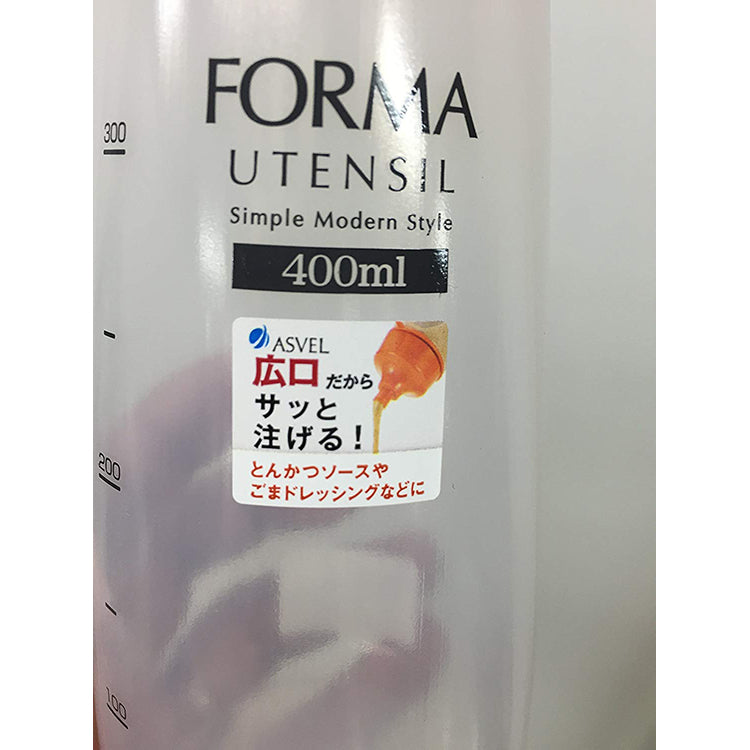 FORMA
UTENSIL
Simple Modern Style
400ml
ASVEL
広口だから
サッと
注げる!
とんかつソースや
ごまドレッシングなどに
300
200
100